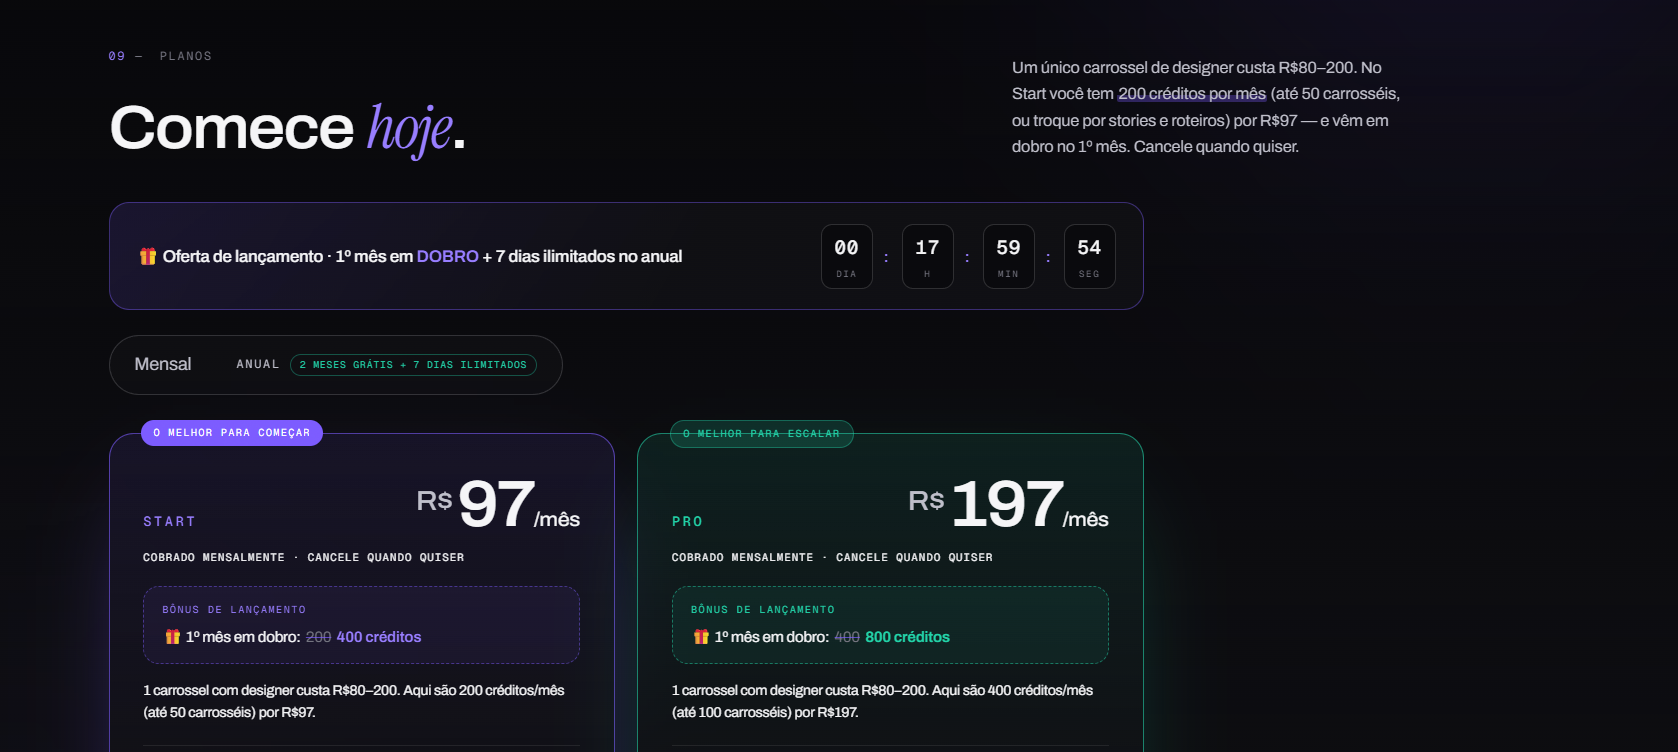 09 — PLANOS
Comece hoje.
Um único carrossel de designer custa R$80–200. No
Start você tem 200 créditos por mês (até 50 carrosséis,
ou troque por stories e roteiros) por R$97 — e vêm em
dobro no 1º mês. Cancele quando quiser.
🎁 Oferta de lançamento · 1º mês em DOBRO + 7 dias ilimitados no anual
00 : 17 : 59 : 54
DIA H MIN SEG
Mensal ANUAL 2 MESES GRÁTIS + 7 DIAS ILIMITADOS
O MELHOR PARA COMEÇAR
START R$ 97/mês
COBRADO MENSALMENTE · CANCELE QUANDO QUISER
BÔNUS DE LANÇAMENTO
🎁 1º mês em dobro: 200 400 créditos
1 carrossel com designer custa R$80–200. Aqui são 200 créditos/mês
(até 50 carrosséis) por R$97.
O MELHOR PARA ESCALAR
PRO R$ 197/mês
COBRADO MENSALMENTE · CANCELE QUANDO QUISER
BÔNUS DE LANÇAMENTO
🎁 1º mês em dobro: 400 800 créditos
1 carrossel com designer custa R$80–200. Aqui são 400 créditos/mês
(até 100 carrosséis) por R$197.